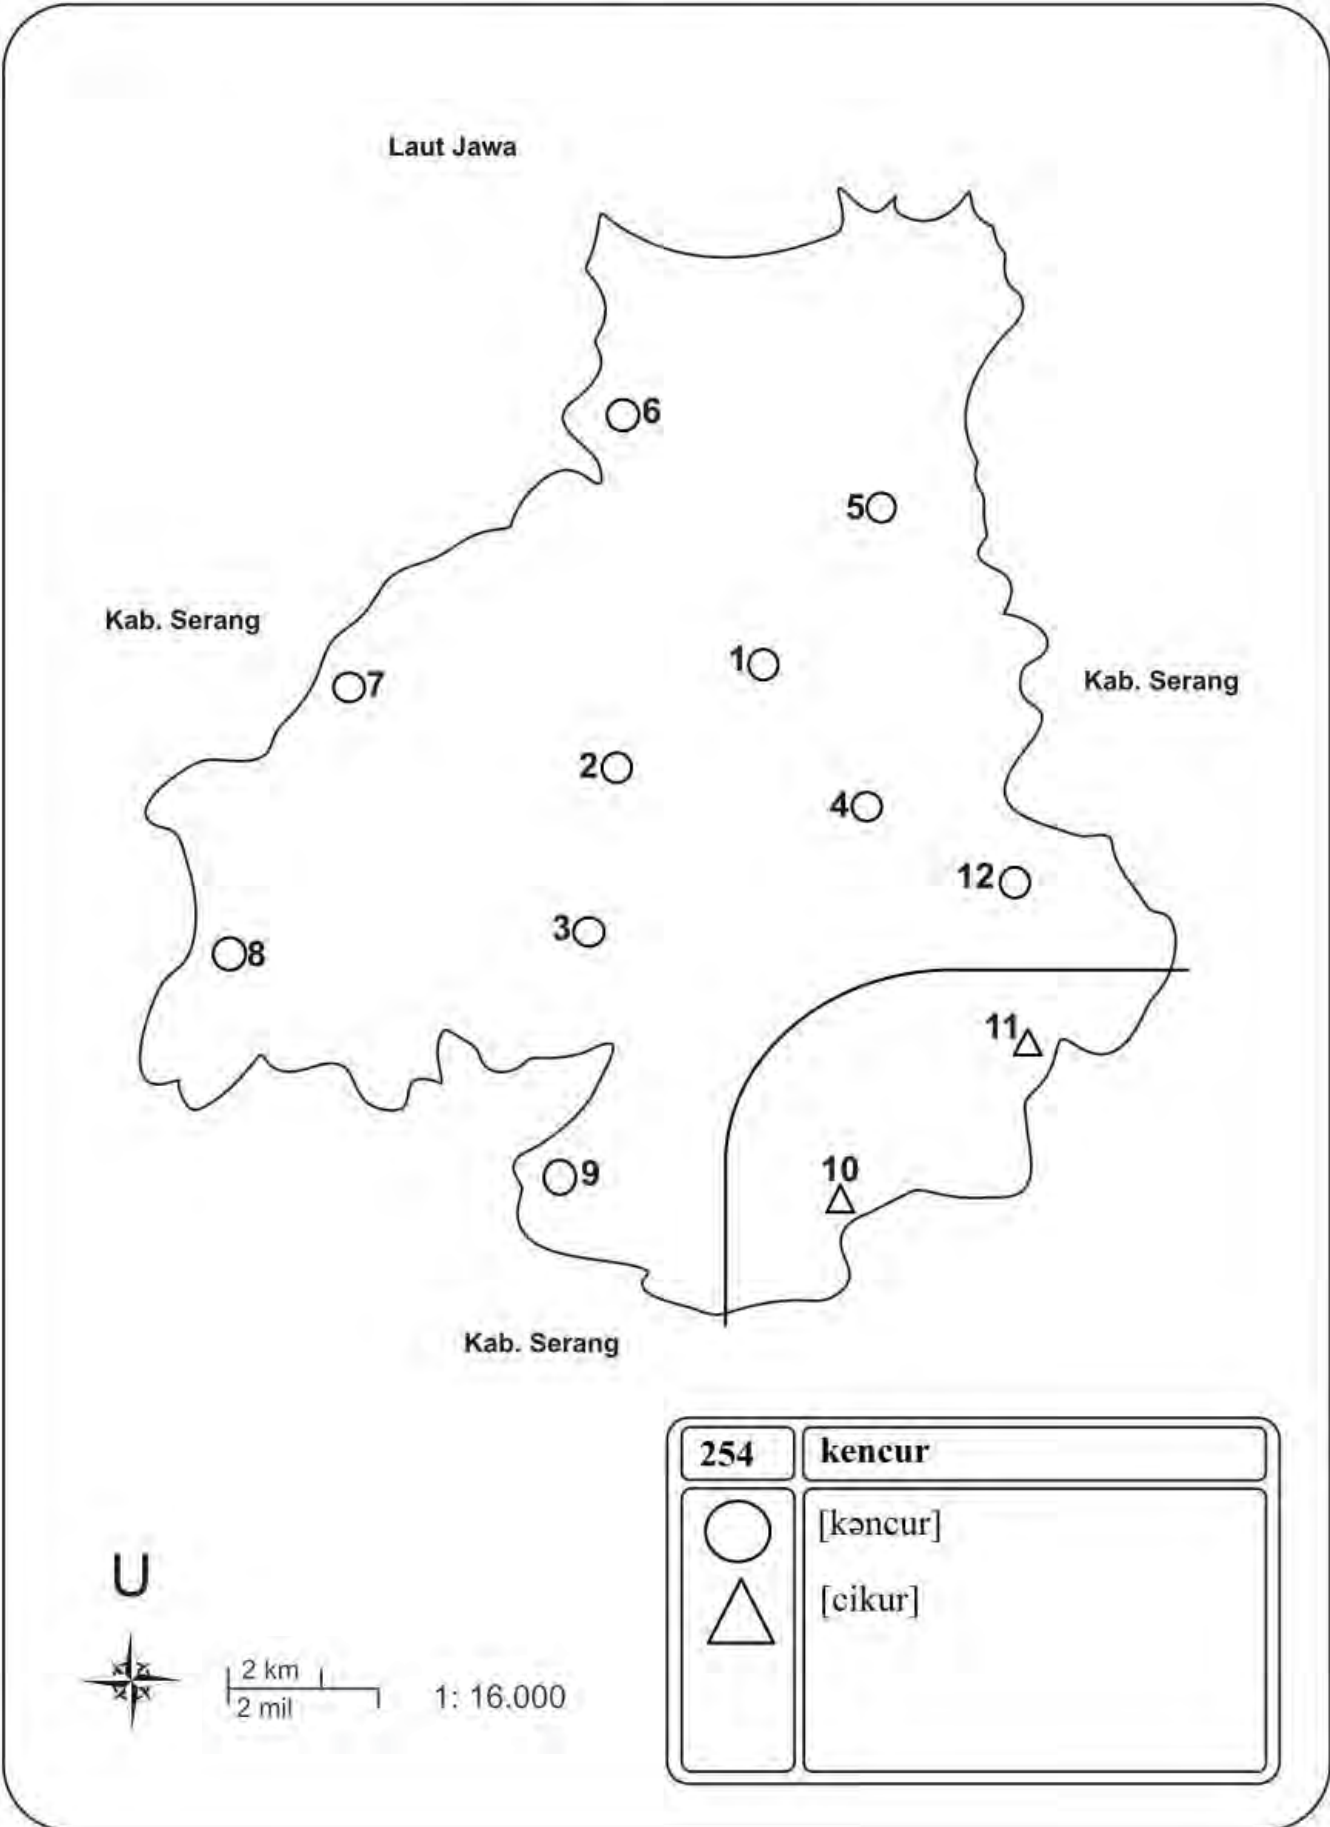 Laut Jawa
6
5
Kab. Serang
1
7
Kab. Serang
2
4
12
3
8
11
10
9
Kab. Serang
254 kencur
[kəncur]
[cikur]
U
2 km
2 mil
1: 16.000